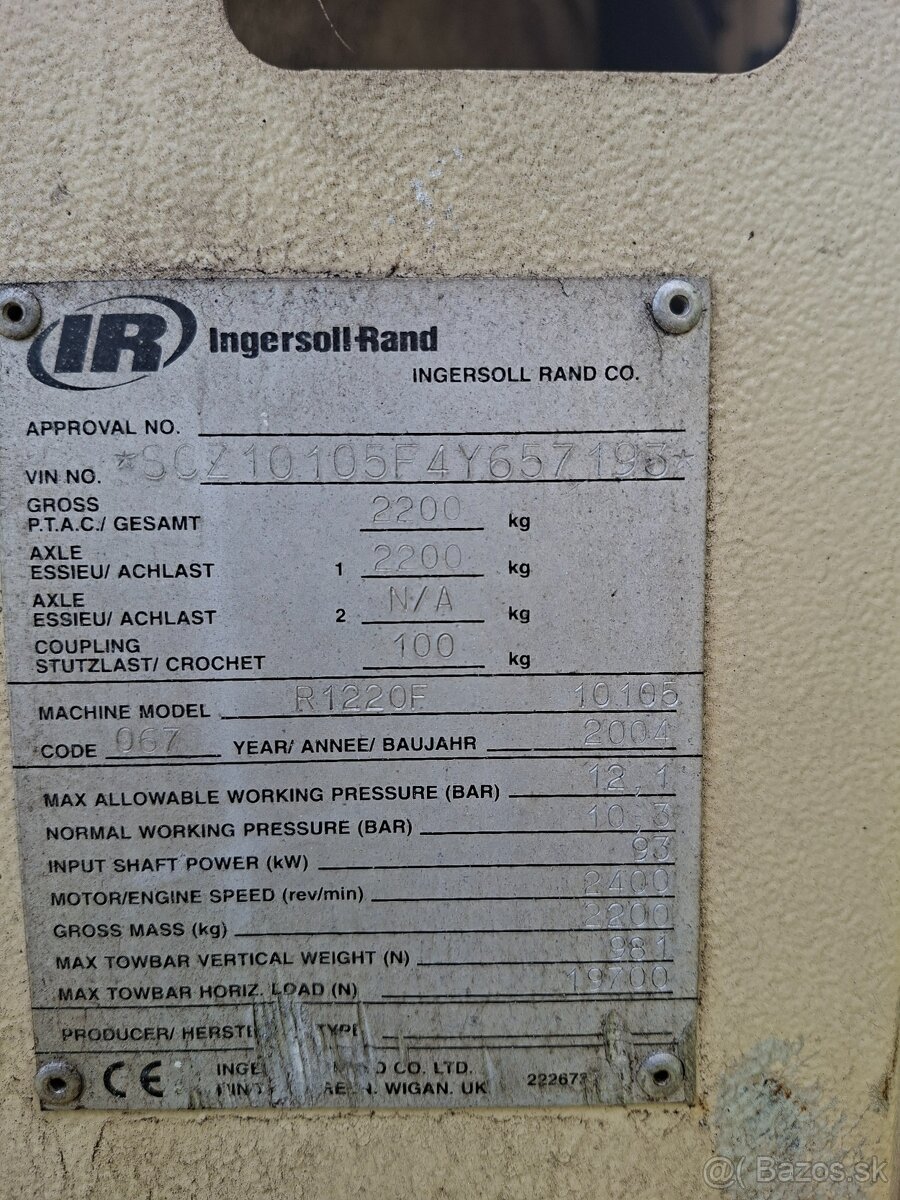 IR Ingersoll-Rand
INGERSOLL RAND CO.
APPROVAL NO.
VIN NO. *SCZ10105F4Y657193*
GROSS
P.T.A.C./ GESAMT 2200 kg
AXLE
ESSIEU/ ACHLAST 1 2200 kg
AXLE
ESSIEU/ ACHLAST 2 N/A kg
COUPLING
STUTZLAST/ CROCHET 100 kg
MACHINE MODEL R1220F 10105
CODE 067 YEAR/ ANNEE/ BAUJAHR 2004
MAX ALLOWABLE WORKING PRESSURE (BAR) 12,1
NORMAL WORKING PRESSURE (BAR) 10,3
INPUT SHAFT POWER (kW) 93
MOTOR/ENGINE SPEED (rev/min) 2400
GROSS MASS (kg) 2200
MAX TOWBAR VERTICAL WEIGHT (N) 981
MAX TOWBAR HORIZ. LOAD (N) 19700
PRODUCER/
CE CO. LTD.
WIGAN. UK
@( Bazos.sk